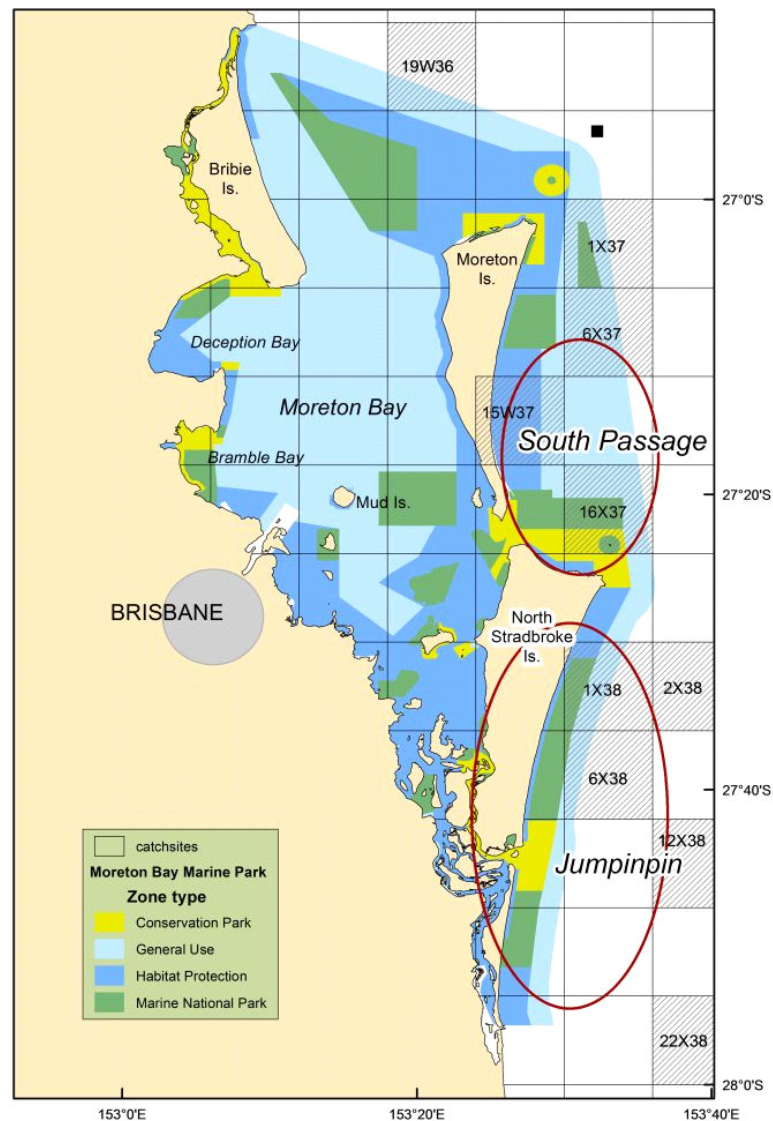 19W36
Bribie
Is.
27°0'S
Moreton
Is.
1X37
6X37
Deception Bay
Moreton Bay
15W37
South Passage
Bramble Bay
Mud Is.
27°20'S
16X37
BRISBANE
North
Stradbroke
Is.
1X38
2X38
6X38
27°40'S
12X38
Jumpinpin
catchsites
Moreton Bay Marine Park
Zone type
Conservation Park
General Use
Habitat Protection
Marine National Park
22X38
28°0'S
153°0'E
153°20'E
153°40'E